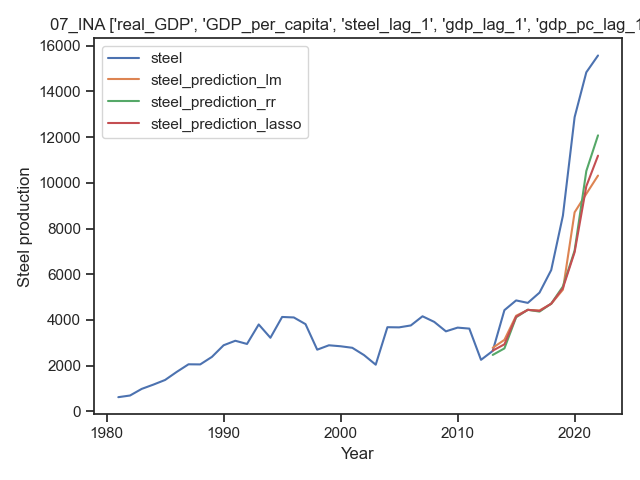 07_INA ['real_GDP', 'GDP_per_capita', 'steel_lag_1', 'gdp_lag_1', 'gdp_pc_lag_1
steel
steel_prediction_lm
steel_prediction_rr
steel_prediction_lasso
16000
14000
12000
10000
8000
6000
4000
2000
0
Steel production
1980
1990
2000
2010
2020
Year